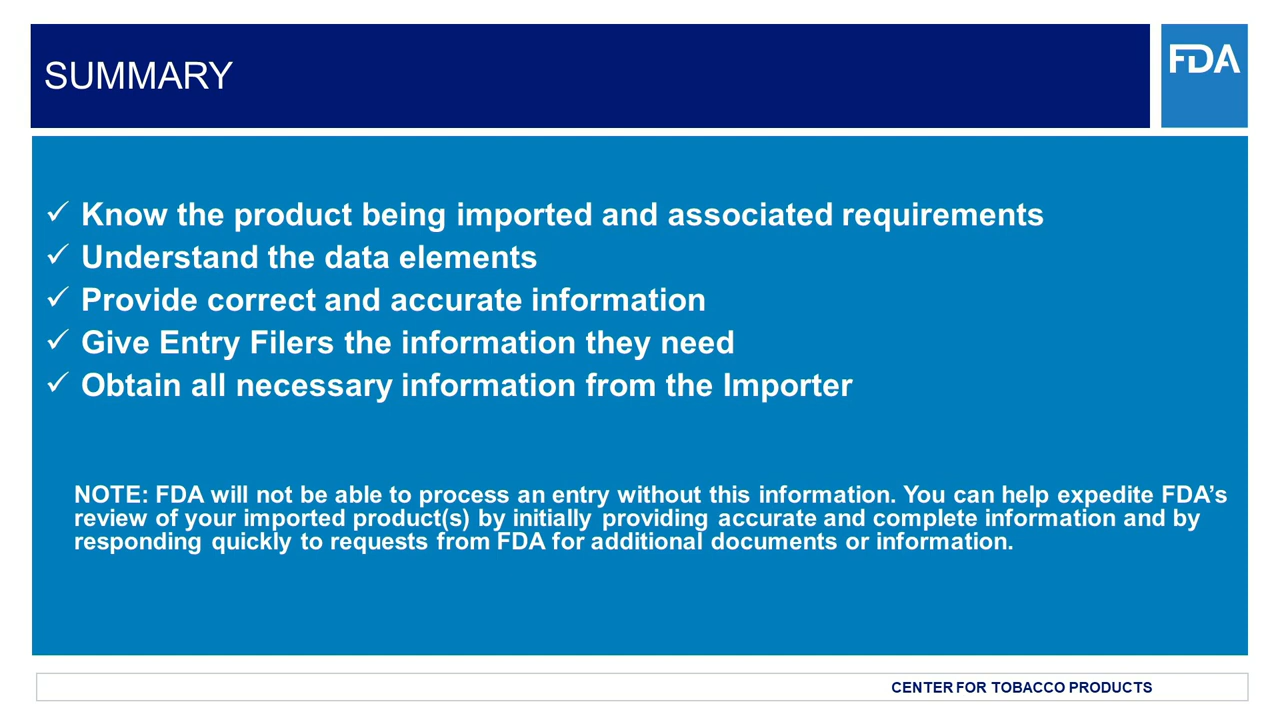 SUMMARY
FDA
✓ Know the product being imported and associated requirements
✓ Understand the data elements
✓ Provide correct and accurate information
✓ Give Entry Filers the information they need
✓ Obtain all necessary information from the Importer
NOTE: FDA will not be able to process an entry without this information. You can help expedite FDA’s
review of your imported product(s) by initially providing accurate and complete information and by
responding quickly to requests from FDA for additional documents or information.
CENTER FOR TOBACCO PRODUCTS